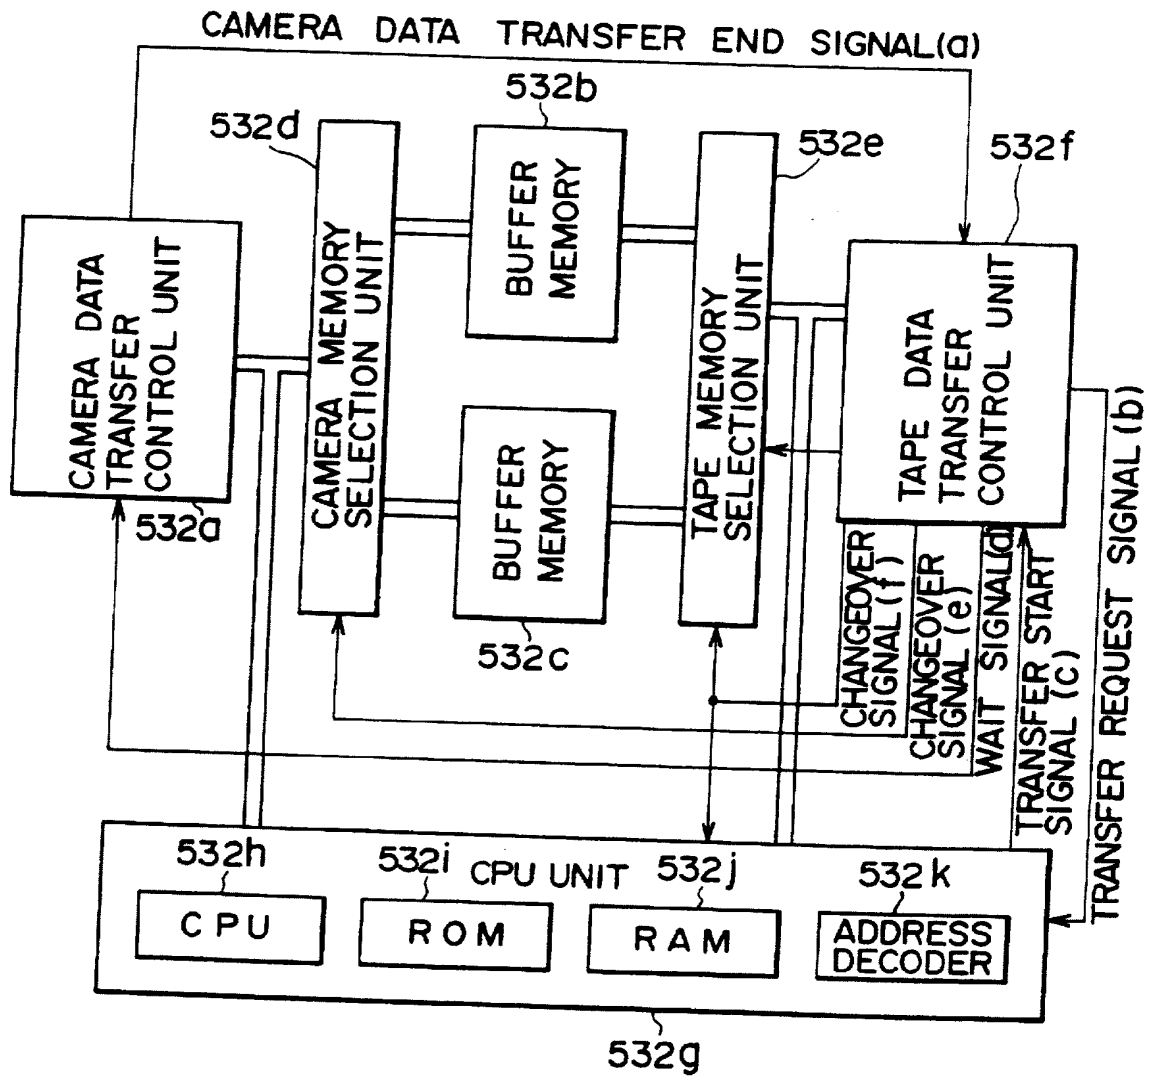 CAMERA DATA TRANSFER END SIGNAL(a)
532b
532d
532e
532f
CAMERA DATA
TRANSFER
CONTROL UNIT
532a
CAMERA MEMORY
SELECTION UNIT
BUFFER
MEMORY
BUFFER
MEMORY
532c
TAPE MEMORY
SELECTION UNIT
TAPE DATA
TRANSFER
CONTROL UNIT
CHANGEOVER
SIGNAL(f)
CHANGEOVER
SIGNAL(e)
WAIT SIGNAL(d)
TRANSFER START
SIGNAL(c)
TRANSFER REQUEST SIGNAL(b)
532h
532i
CPU UNIT
532j
532k
CPU
ROM
RAM
ADDRESS
DECODER
532g